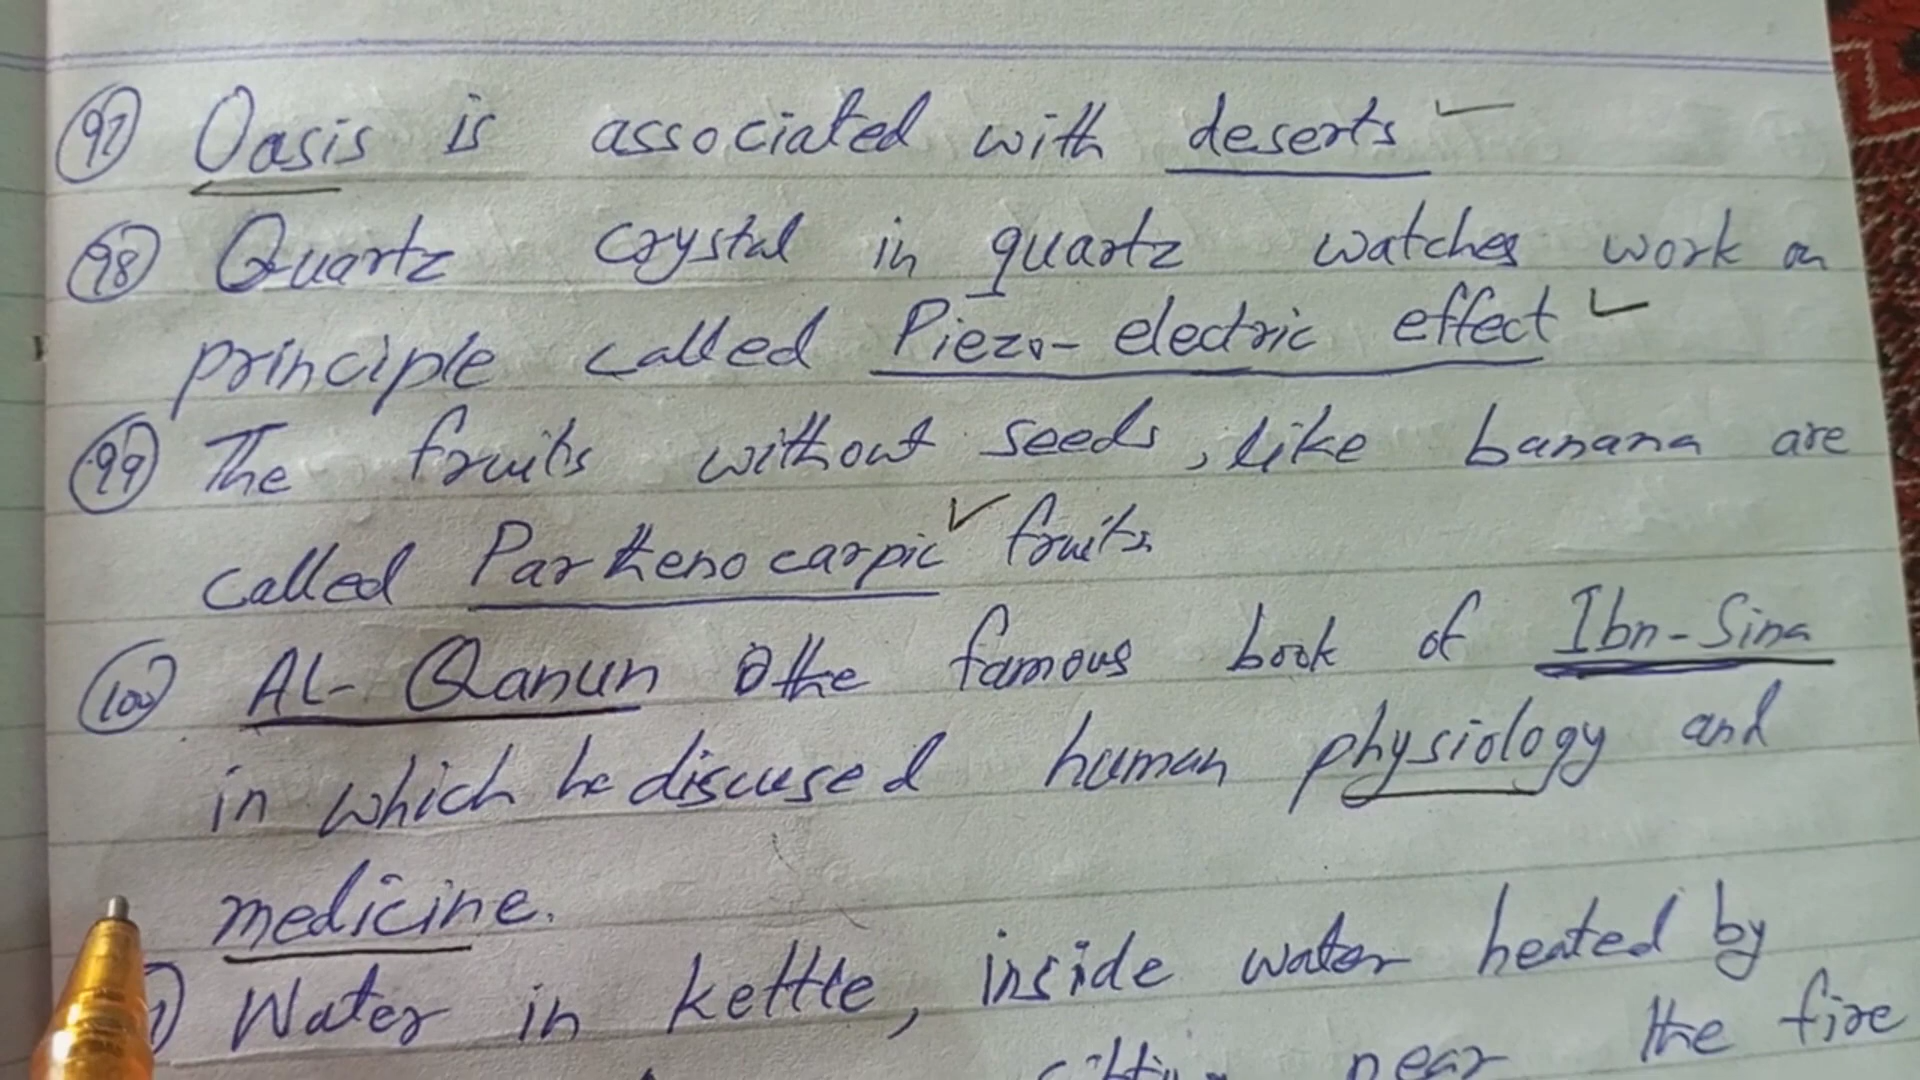 97 Oasis is associated with deserts
98 Quartz crystal in quartz watches work on
principle called Piezo-electric effect
99 The fruits without seeds, like banana are
called Parthenocarpic fruits
100 AL-Qanun the famous book of Ibn-Sina
in which he discused human physiology and
medicine.
Water in kettle, inside water heated by
near the fire